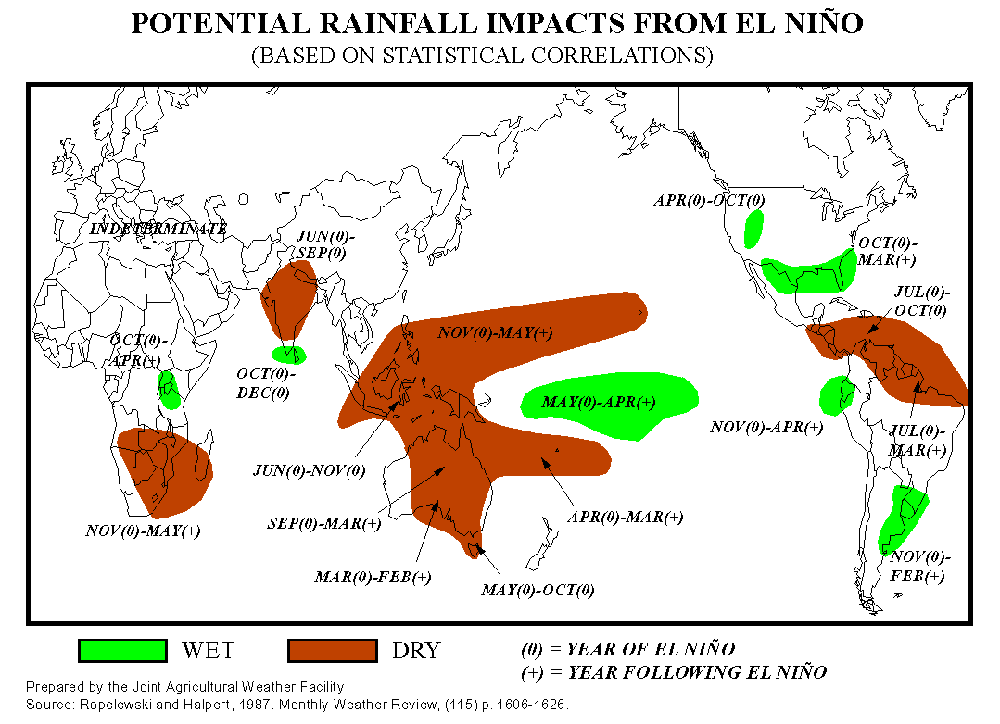 POTENTIAL RAINFALL IMPACTS FROM EL NIÑO
(BASED ON STATISTICAL CORRELATIONS)
APR(0)-OCT(0)
INDETERMINATE
JUN(0)-
SEP(0)
OCT(0)-
MAR(+)
JUL(0)-
OCT(0)
NOV(0)-MAY(+)
OCT(0)-
APR(+)
OCT(0)-
DEC(0)
MAY(0)-APR(+)
NOV(0)-APR(+)
JUL(0)-
MAR(+)
JUN(0)-NOV(0)
SEP(0)-MAR(+)
APR(0)-MAR(+)
NOV(0)-MAY(+)
MAR(0)-FEB(+)
MAY(0)-OCT(0)
NOV(0)-
FEB(+)
WET
DRY
(0) = YEAR OF EL NIÑO
(+) = YEAR FOLLOWING EL NIÑO
Prepared by the Joint Agricultural Weather Facility
Source: Ropelewski and Halpert, 1987. Monthly Weather Review, (115) p. 1606-1626.